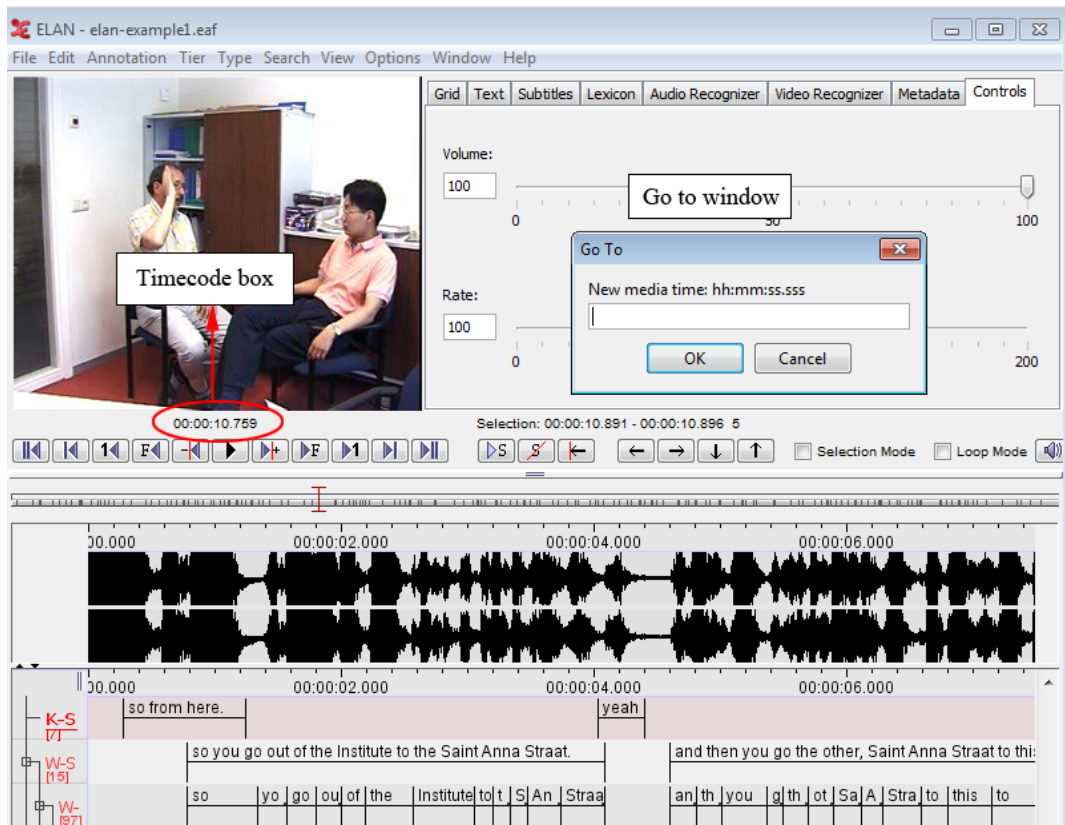 ELAN - elan-example1.eaf
File Edit Annotation Tier Type Search View Options Window Help
Grid Text Subtitles Lexicon Audio Recognizer Video Recognizer Metadata Controls
Volume:
100
Go to window
0 50 100
Go To
Timecode box
New media time: hh:mm:ss.sss
Rate:
100
OK Cancel
0 200
00:00:10.759 Selection: 00:00:10.891 - 00:00:10.896 5
1 F - + F 1 S S Selection Mode Loop Mode
00.000 00:00:02.000 00:00:04.000 00:00:06.000
00.000 00:00:02.000 00:00:04.000 00:00:06.000
so from here. yeah
K-S
[7]
so you go out of the Institute to the Saint Anna Straat. and then you go the other, Saint Anna Straat to this
W-S
[15]
so yo go ou of the Institute to t S An Straa an th you g th ot Sa A Stra to this to
W-
[97]